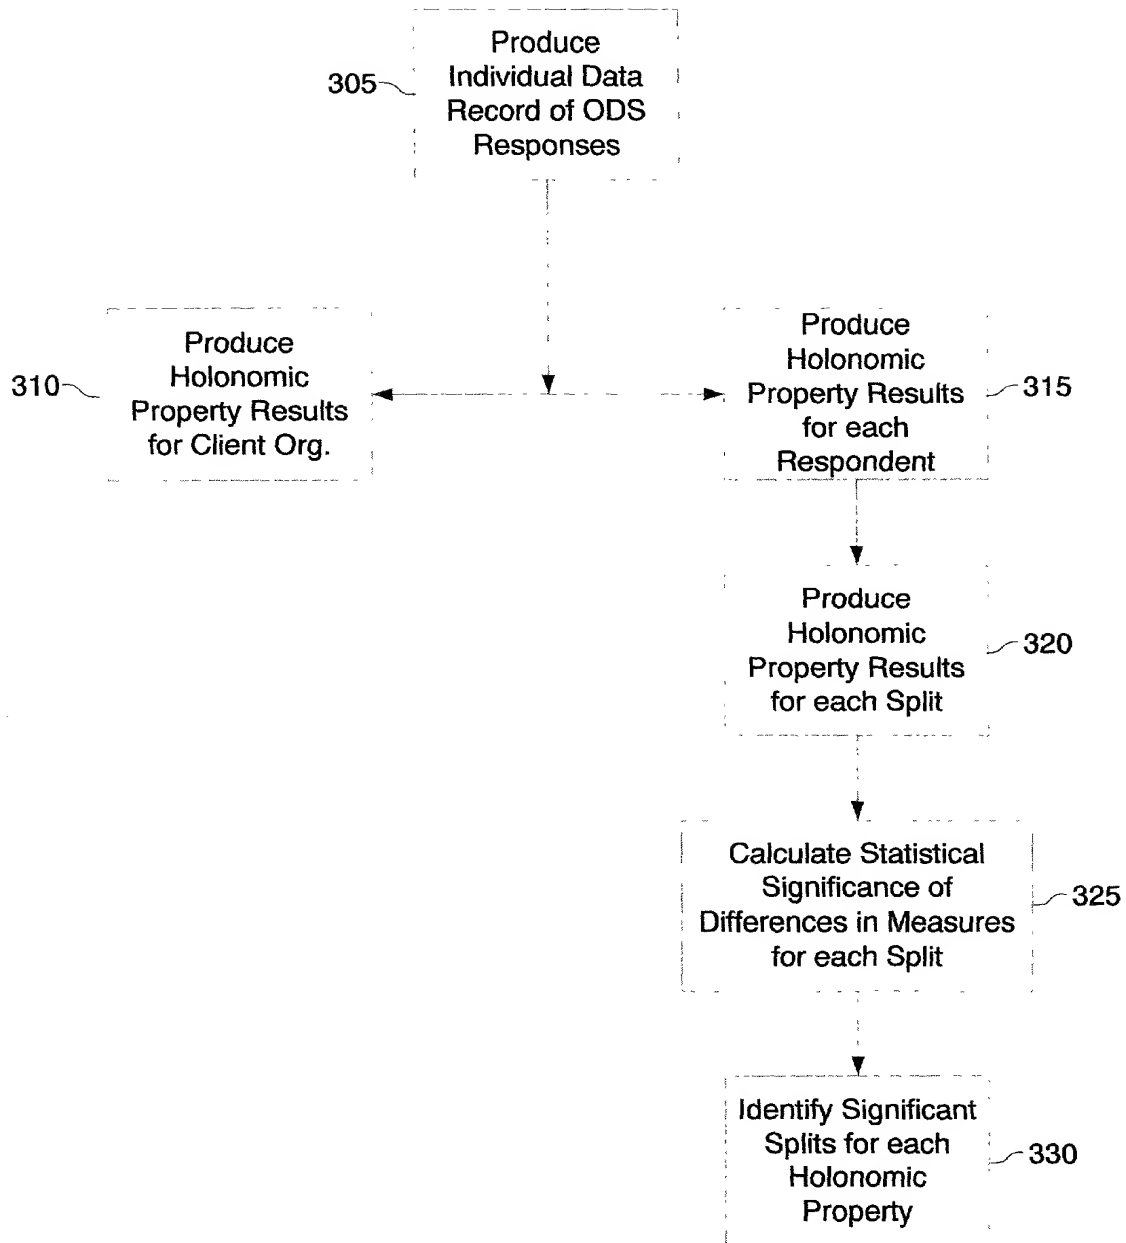 Produce
Individual Data
Record of ODS
Responses
305
Produce
Holonomic
Property Results
for Client Org.
310
Produce
Holonomic
Property Results
for each
Respondent
315
Produce
Holonomic
Property Results
for each Split
320
Calculate Statistical
Significance of
Differences in Measures
for each Split
325
Identify Significant
Splits for each
Holonomic
Property
330